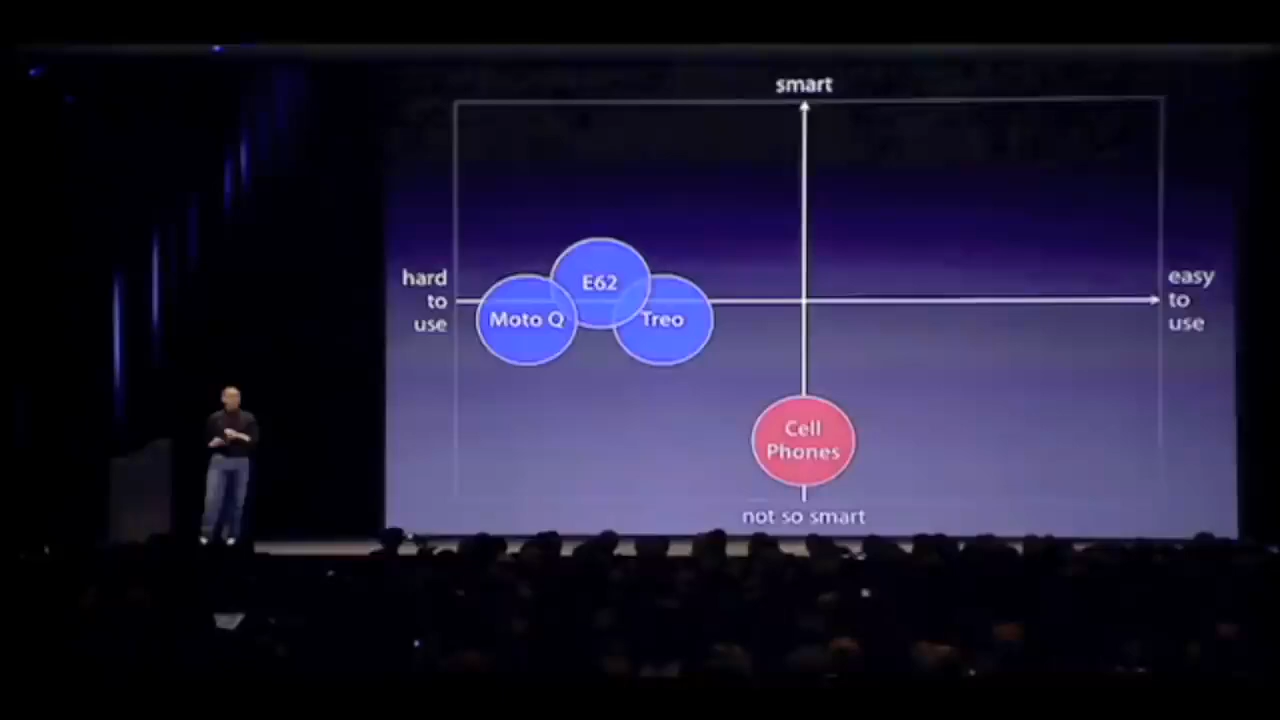 smart
hard
to
use
easy
to
use
E62
Moto Q
Treo
Cell
Phones
not so smart